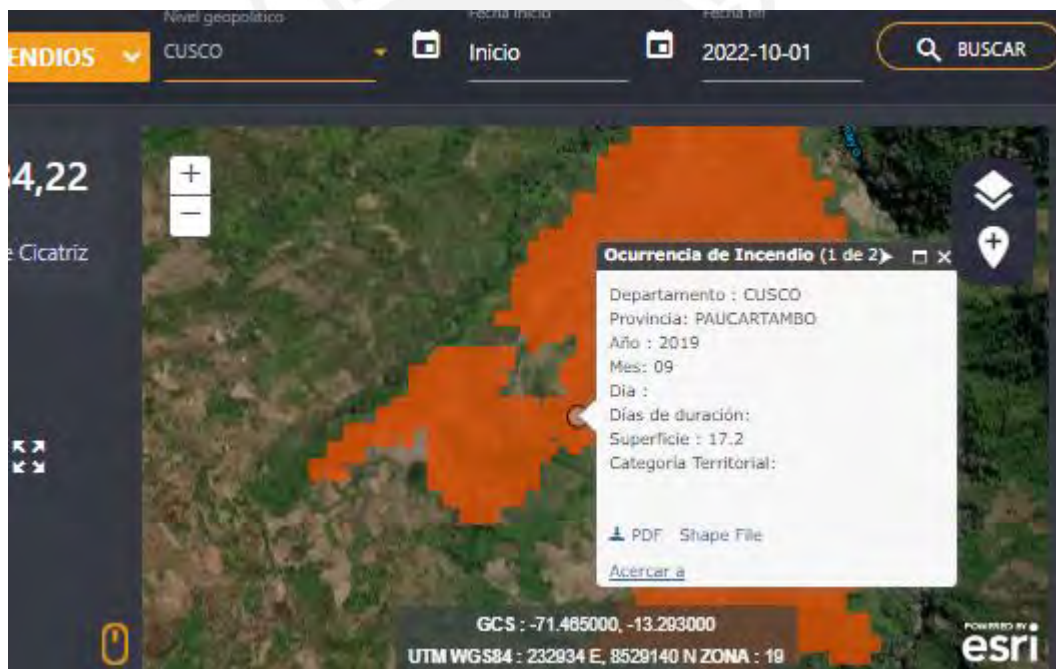 Nivel geopolítico
Fecha Inicio
Fecha fin
ENDIOS
CUSCO
Inicio
2022-10-01
BUSCAR
4,22
e Cicatriz
+
−
Ocurrencia de Incendio (1 de 2)
Departamento : CUSCO
Provincia: PAUCARTAMBO
Año : 2019
Mes: 09
Dia :
Días de duración:
Superficie : 17.2
Categoria Territorial:
PDF Shape File
Acercar a
GCS : -71.465000, -13.293000
UTM WGS84 : 232934 E, 8529140 N ZONA : 19
POWERED BY
esri